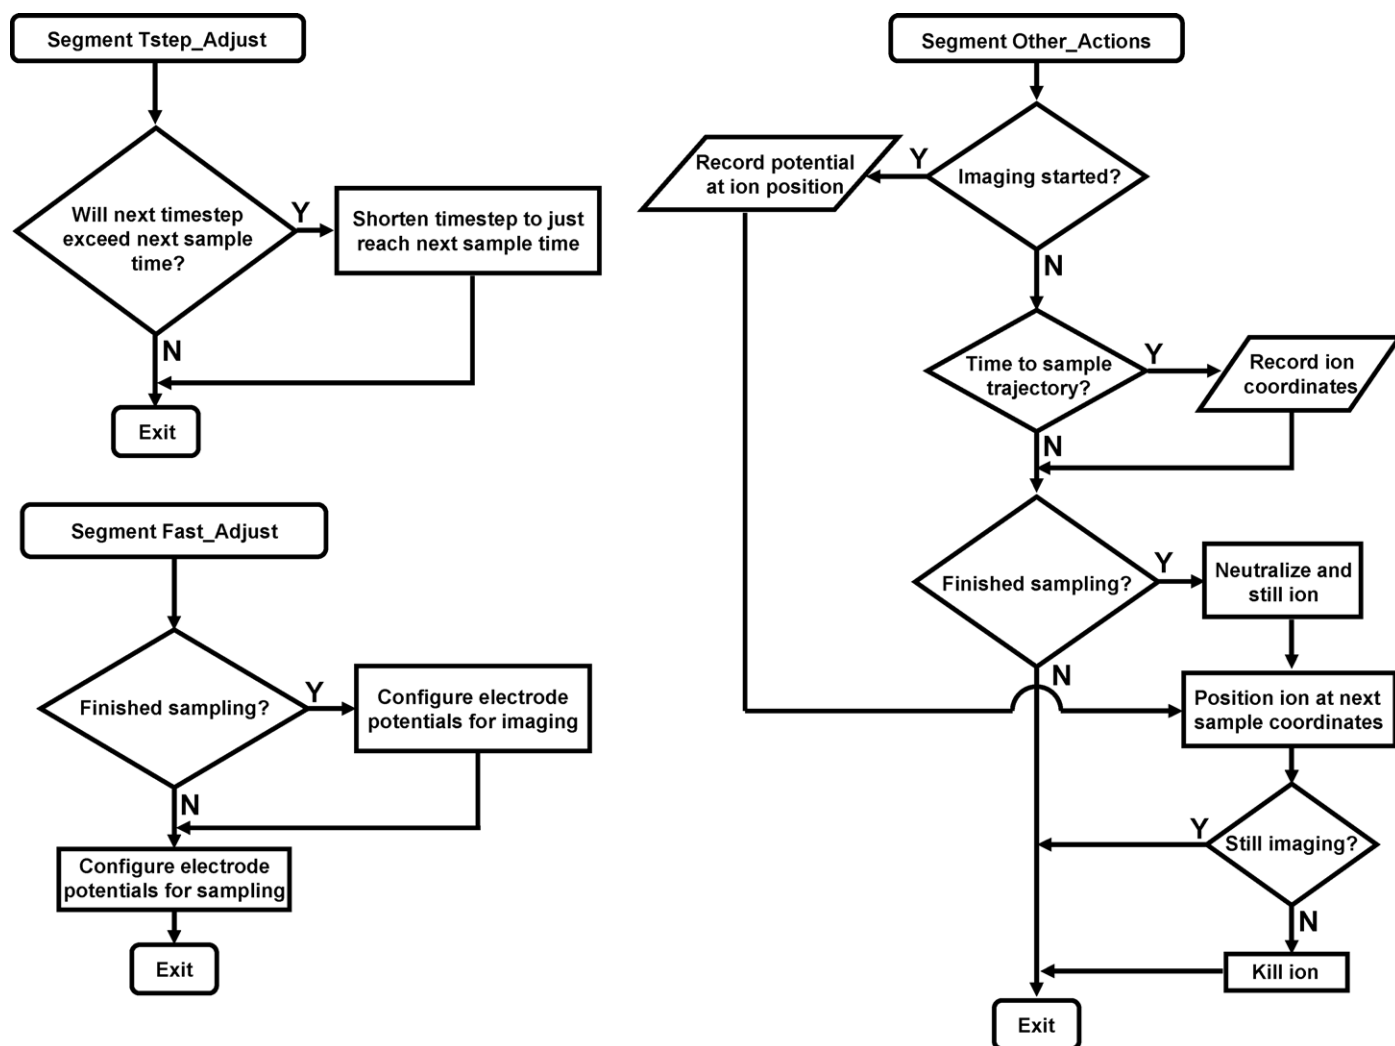 Segment Tstep_Adjust
Will next timestep
exceed next sample
time?
Y
Shorten timestep to just
reach next sample time
N
Exit
Segment Fast_Adjust
Finished sampling?
Y
Configure electrode
potentials for imaging
N
Configure electrode
potentials for sampling
Exit
Segment Other_Actions
Imaging started?
Y
Record potential
at ion position
N
Time to sample
trajectory?
Y
Record ion
coordinates
N
Finished sampling?
Y
Neutralize and
still ion
N
Position ion at next
sample coordinates
Still imaging?
Y
N
Kill ion
Exit